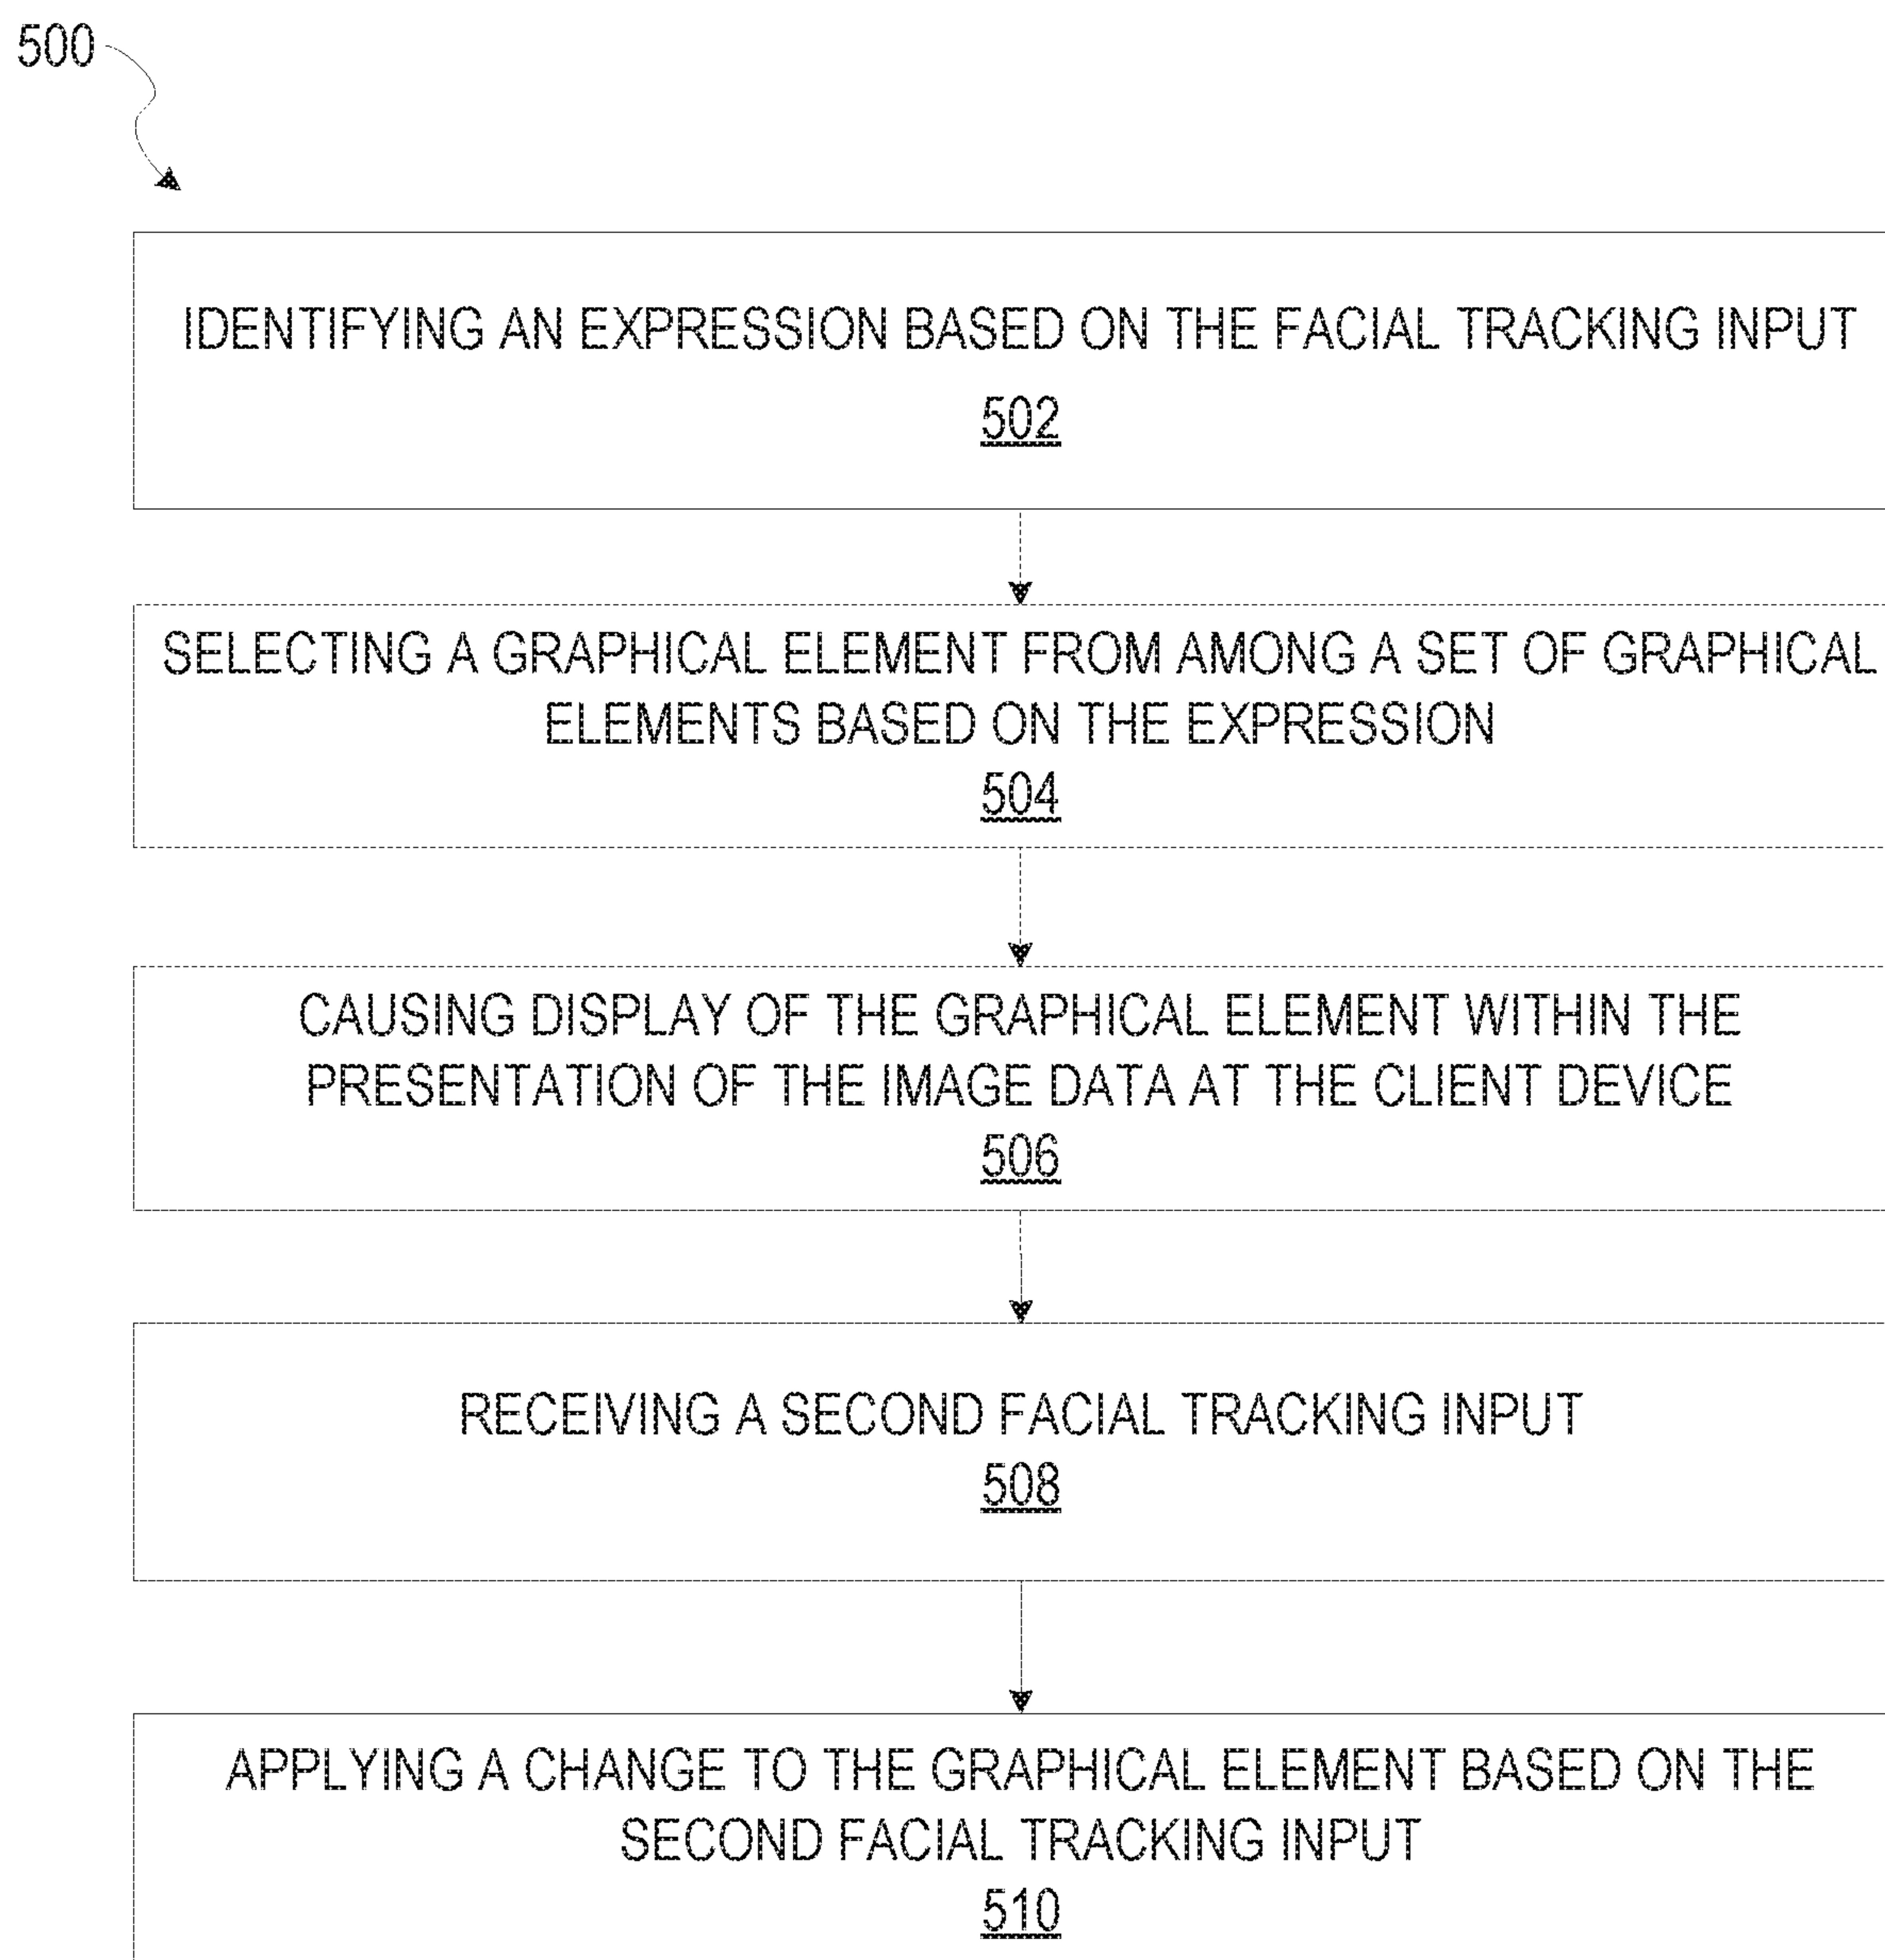 500
IDENTIFYING AN EXPRESSION BASED ON THE FACIAL TRACKING INPUT
502
SELECTING A GRAPHICAL ELEMENT FROM AMONG A SET OF GRAPHICAL
ELEMENTS BASED ON THE EXPRESSION
504
CAUSING DISPLAY OF THE GRAPHICAL ELEMENT WITHIN THE
PRESENTATION OF THE IMAGE DATA AT THE CLIENT DEVICE
506
RECEIVING A SECOND FACIAL TRACKING INPUT
508
APPLYING A CHANGE TO THE GRAPHICAL ELEMENT BASED ON THE
SECOND FACIAL TRACKING INPUT
510